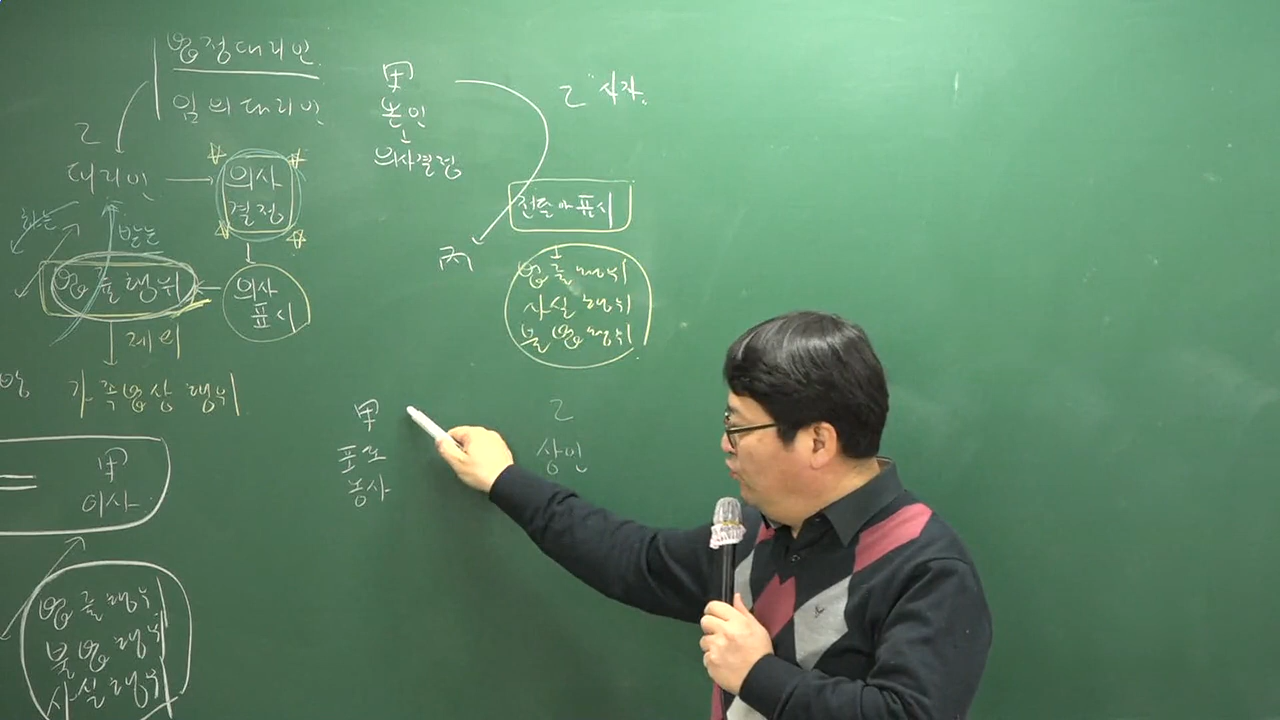 법정대리인
임의대리인
乙
대리인
의사
결정
하는
받는
법률행위
의사
표시
제외
가족법상 행위
甲
이사
법률행위
불법행위
사실행위
甲
본인
의사결정
乙 "사자"
전달 or 표시
丙
법률행위
사실행위
불법행위
甲
포도
농사
乙
상인